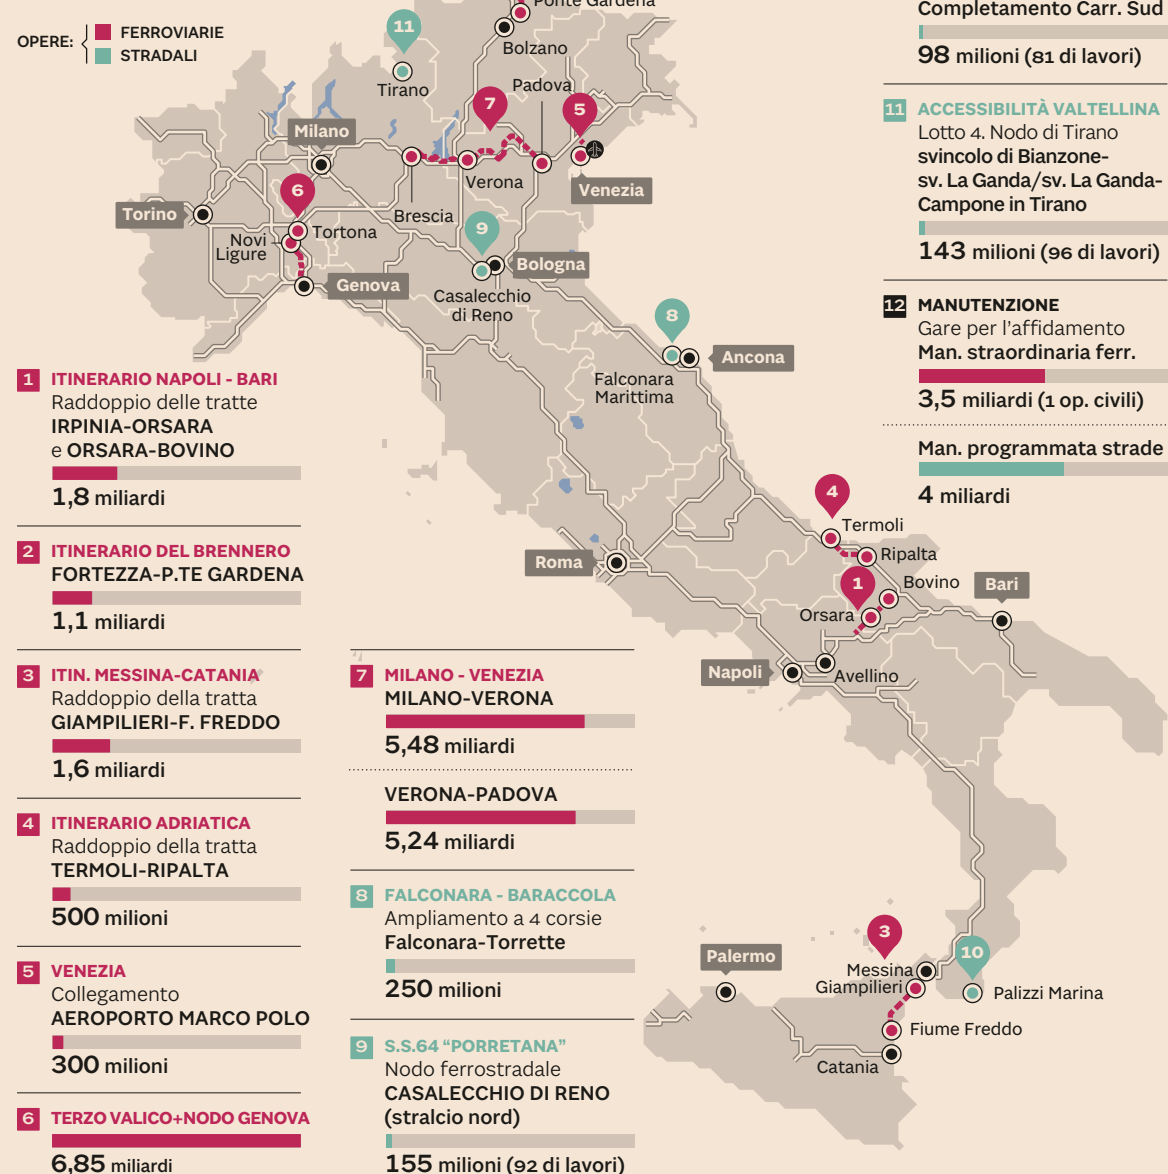 OPERE:
FERROVIARIE
STRADALI
Ponte Gardena
Bolzano
11
Tirano
Padova
7
5
Milano
Verona
Venezia
6
Torino
Brescia
Tortona
Novi
Ligure
9
Bologna
Genova
Casalecchio
di Reno
8
Ancona
Falconara
Marittima
4
Termoli
Ripalta
Roma
1
Bovino
Bari
Orsara
Napoli
Avellino
3
10
Palermo
Messina
Giampilieri
Palizzi Marina
Fiume Freddo
Catania
1 ITINERARIO NAPOLI - BARI
Raddoppio delle tratte
IRPINIA-ORSARA
e ORSARA-BOVINO
1,8 miliardi
2 ITINERARIO DEL BRENNERO
FORTEZZA-P.TE GARDENA
1,1 miliardi
3 ITIN. MESSINA-CATANIA
Raddoppio della tratta
GIAMPILIERI-F. FREDDO
1,6 miliardi
4 ITINERARIO ADRIATICA
Raddoppio della tratta
TERMOLI-RIPALTA
500 milioni
5 VENEZIA
Collegamento
AEROPORTO MARCO POLO
300 milioni
6 TERZO VALICO+NODO GENOVA
6,85 miliardi
7 MILANO - VENEZIA
MILANO-VERONA
5,48 miliardi
VERONA-PADOVA
5,24 miliardi
8 FALCONARA - BARACCOLA
Ampliamento a 4 corsie
Falconara-Torrette
250 milioni
9 S.S.64 “PORRETANA”
Nodo ferrostradale
CASALECCHIO DI RENO
(stralcio nord)
155 milioni (92 di lavori)
Completamento Carr. Sud
98 milioni (81 di lavori)
11 ACCESSIBILITÀ VALTELLINA
Lotto 4. Nodo di Tirano
svincolo di Bianzone-
sv. La Ganda/sv. La Ganda-
Campone in Tirano
143 milioni (96 di lavori)
12 MANUTENZIONE
Gare per l’affidamento
Man. straordinaria ferr.
3,5 miliardi (1 op. civili)
Man. programmata strade
4 miliardi